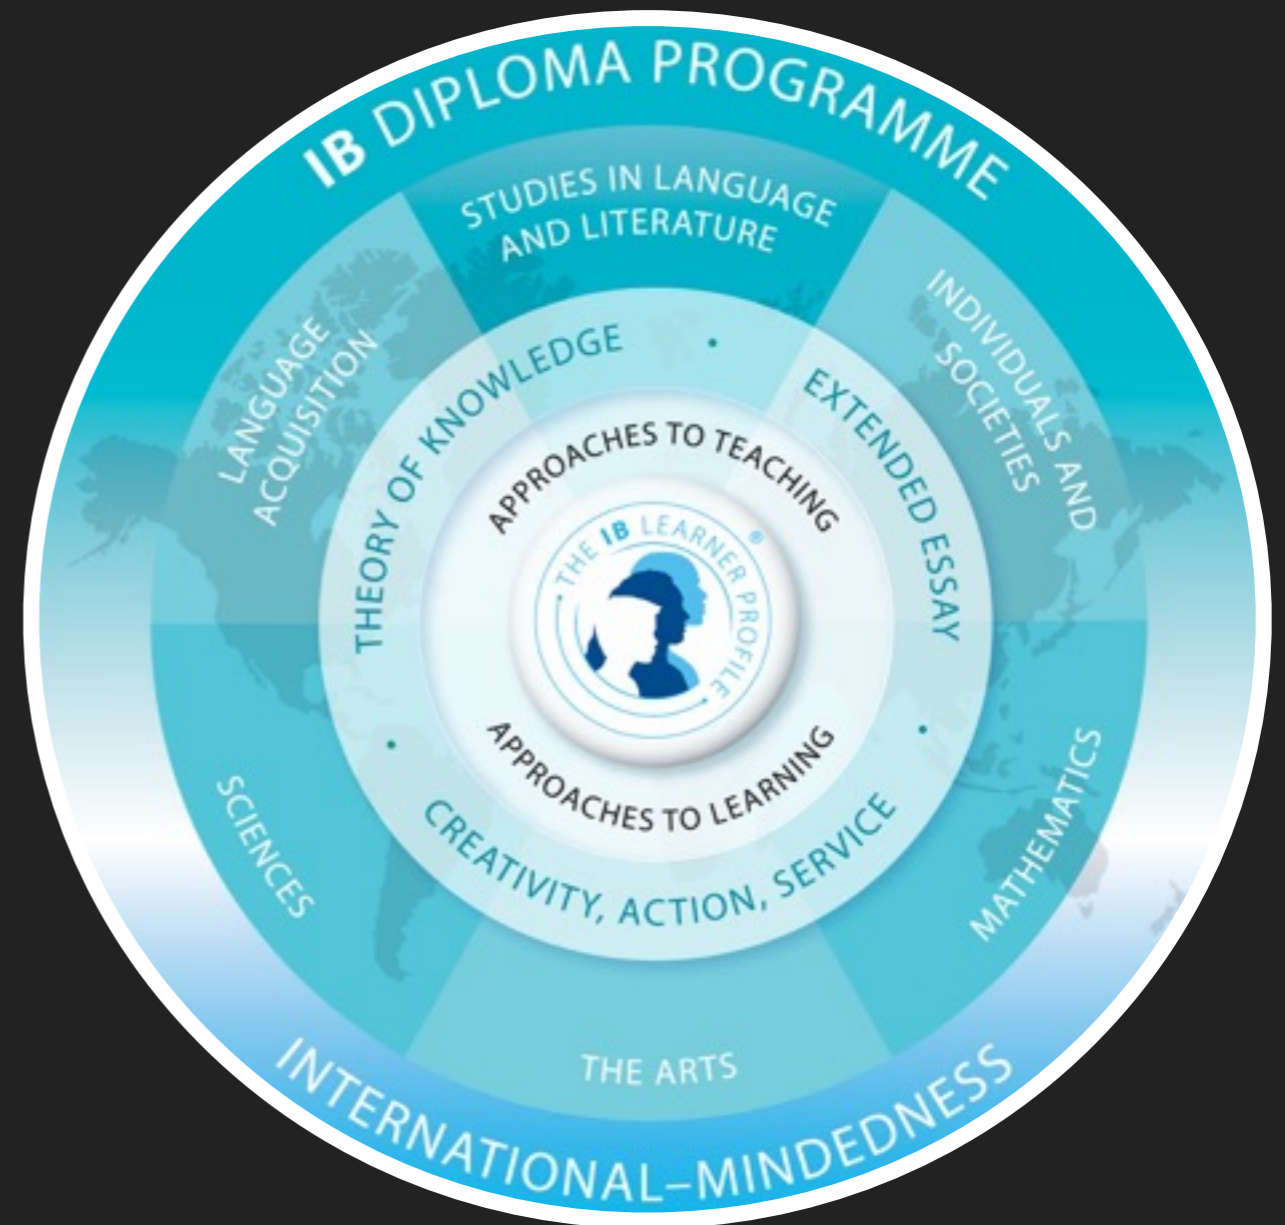 IB DIPLOMA PROGRAMME
STUDIES IN LANGUAGE
AND LITERATURE
LANGUAGE
ACQUISITION
INDIVIDUALS AND
SOCIETIES
THEORY OF KNOWLEDGE
EXTENDED ESSAY
APPROACHES TO TEACHING
THE IB LEARNER PROFILE ®
APPROACHES TO LEARNING
CREATIVITY, ACTION, SERVICE
SCIENCES
MATHEMATICS
THE ARTS
INTERNATIONAL–MINDEDNESS